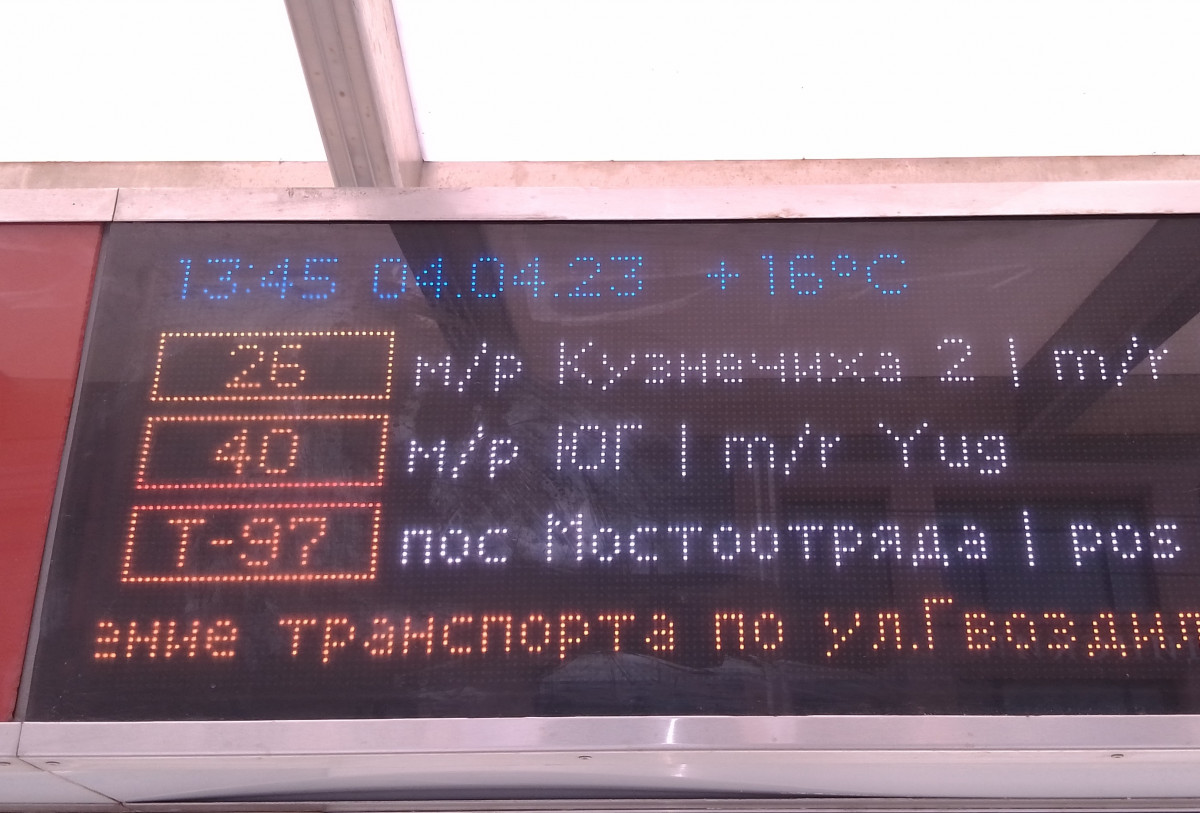 13:45 04.04.23 +16°C
26 м/р Кузнечиха 2 | m/r
40 м/р ЮГ | m/r Yug
Т-97 пос Мостоотряда | pos
ание транспорта по ул.Гвоздил